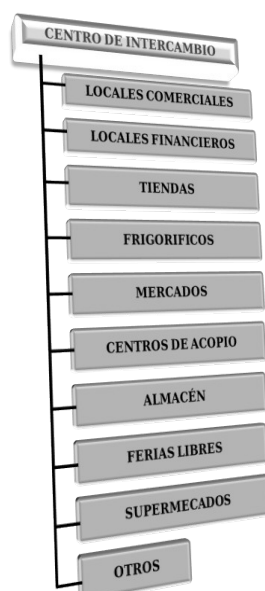 CENTRO DE INTERCAMBIO
LOCALES COMERCIALES
LOCALES FINANCIEROS
TIENDAS
FRIGORIFICOS
MERCADOS
CENTROS DE ACOPIO
ALMACÉN
FERIAS LIBRES
SUPERMECADOS
OTROS